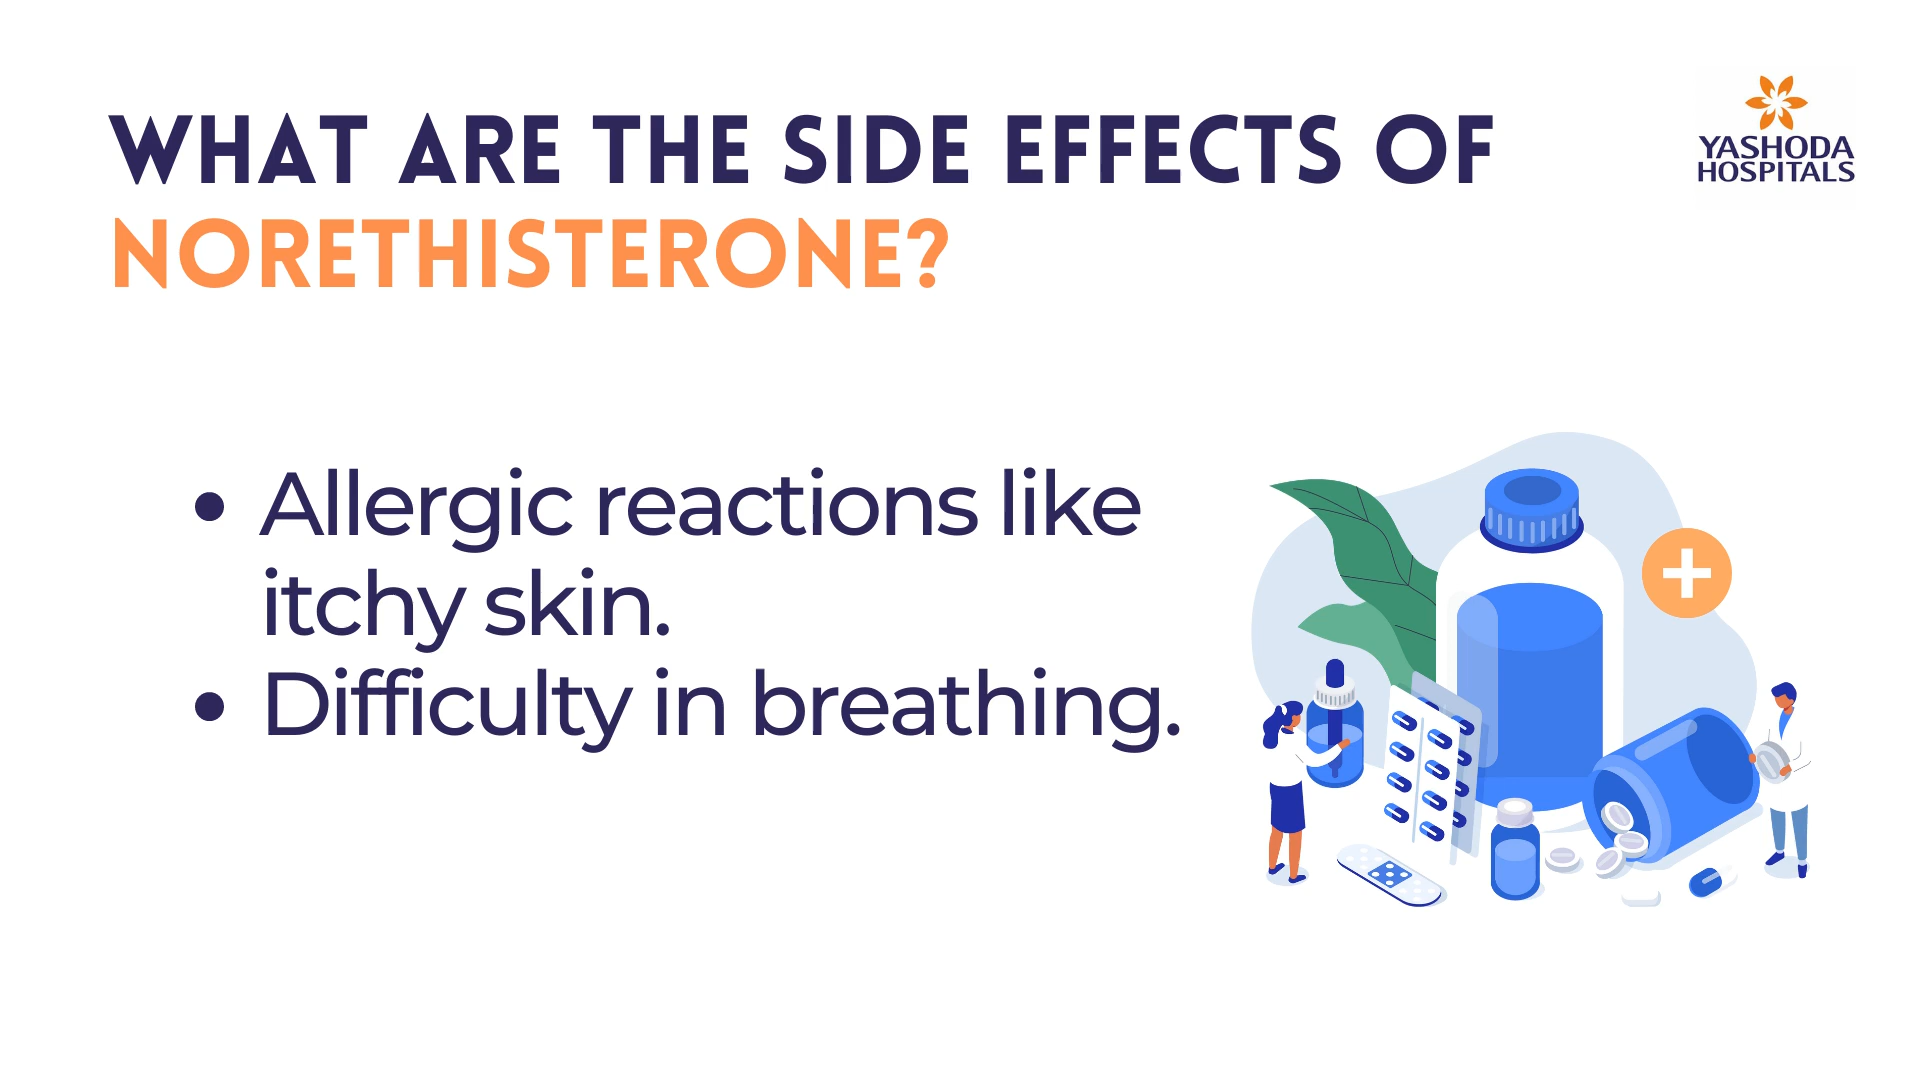 WHAT ARE THE SIDE EFFECTS OF
NORETHISTERONE?
YASHODA
HOSPITALS
• Allergic reactions like
itchy skin.
• Difficulty in breathing.